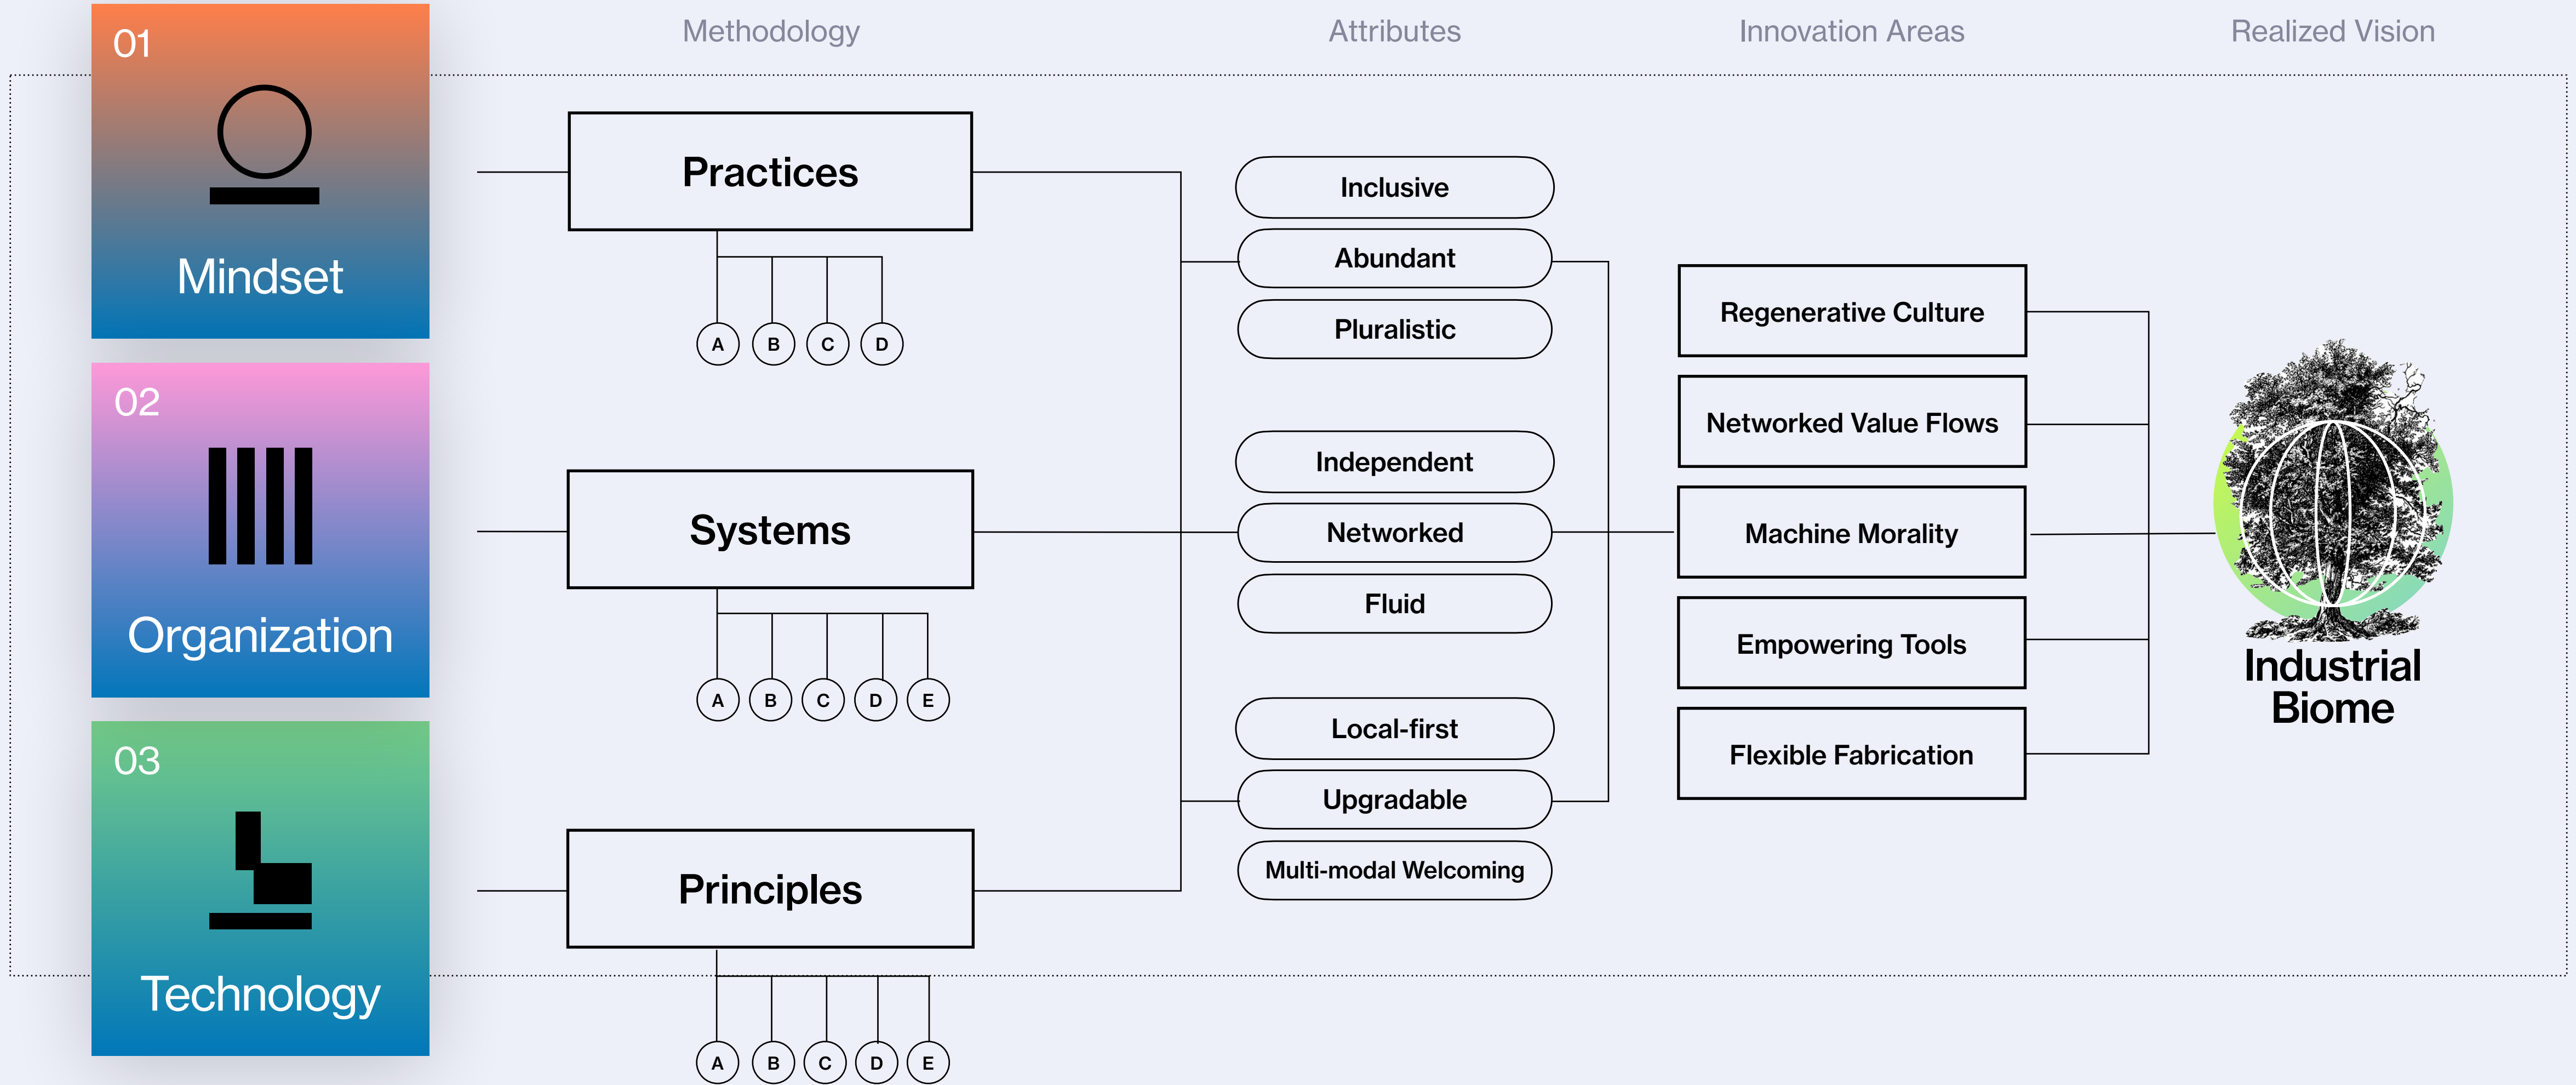 Methodology
Attributes
Innovation Areas
Realized Vision
01
Mindset
02
Organization
03
Technology
Practices
A
B
C
D
Systems
A
B
C
D
E
Principles
A
B
C
D
E
Inclusive
Abundant
Pluralistic
Independent
Networked
Fluid
Local-first
Upgradable
Multi-modal Welcoming
Regenerative Culture
Networked Value Flows
Machine Morality
Empowering Tools
Flexible Fabrication
Industrial
Biome